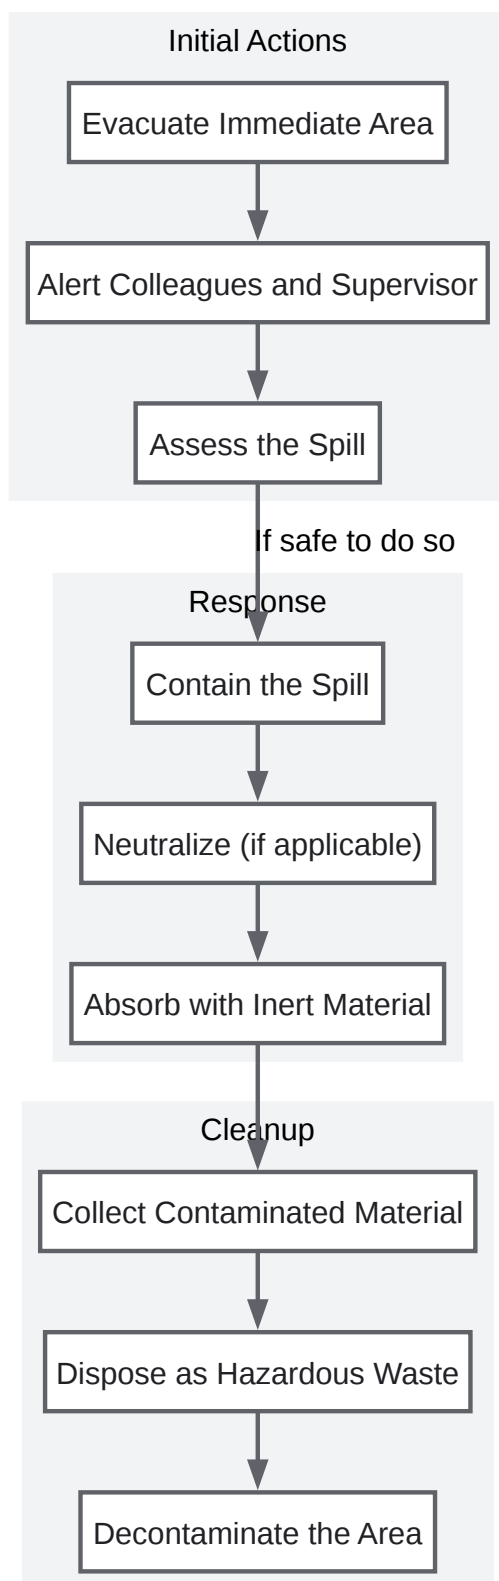 Initial Actions
Evacuate Immediate Area
Alert Colleagues and Supervisor
Assess the Spill
If safe to do so
Response
Contain the Spill
Neutralize (if applicable)
Absorb with Inert Material
Cleanup
Collect Contaminated Material
Dispose as Hazardous Waste
Decontaminate the Area